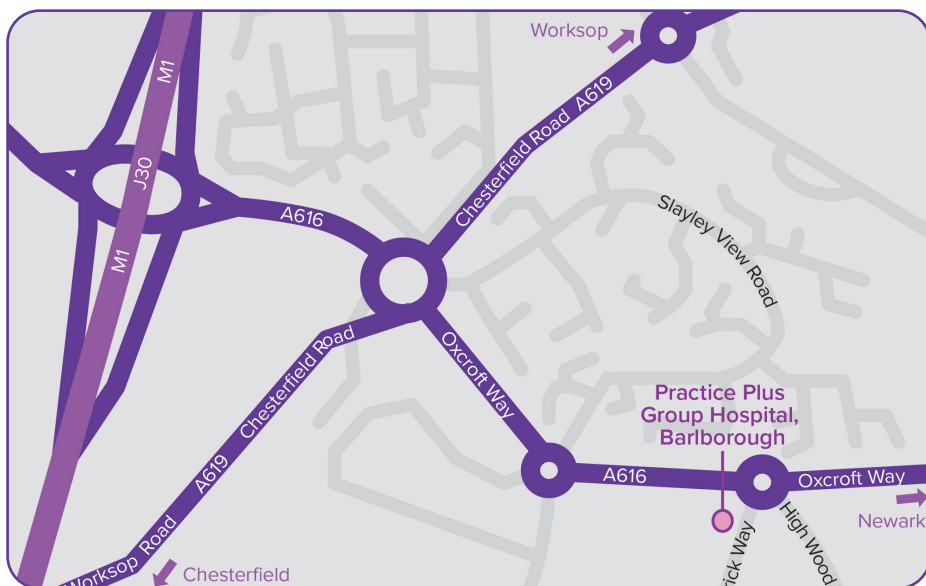 Worksop
M1
J30
M1
A616
Chesterfield Road A619
Slayley View Road
Chesterfield Road
A619
Worksop Road
Chesterfield
Oxcroft Way
Practice Plus
Group Hospital,
Barlborough
A616
Oxcroft Way
Newark
High Wood
Way